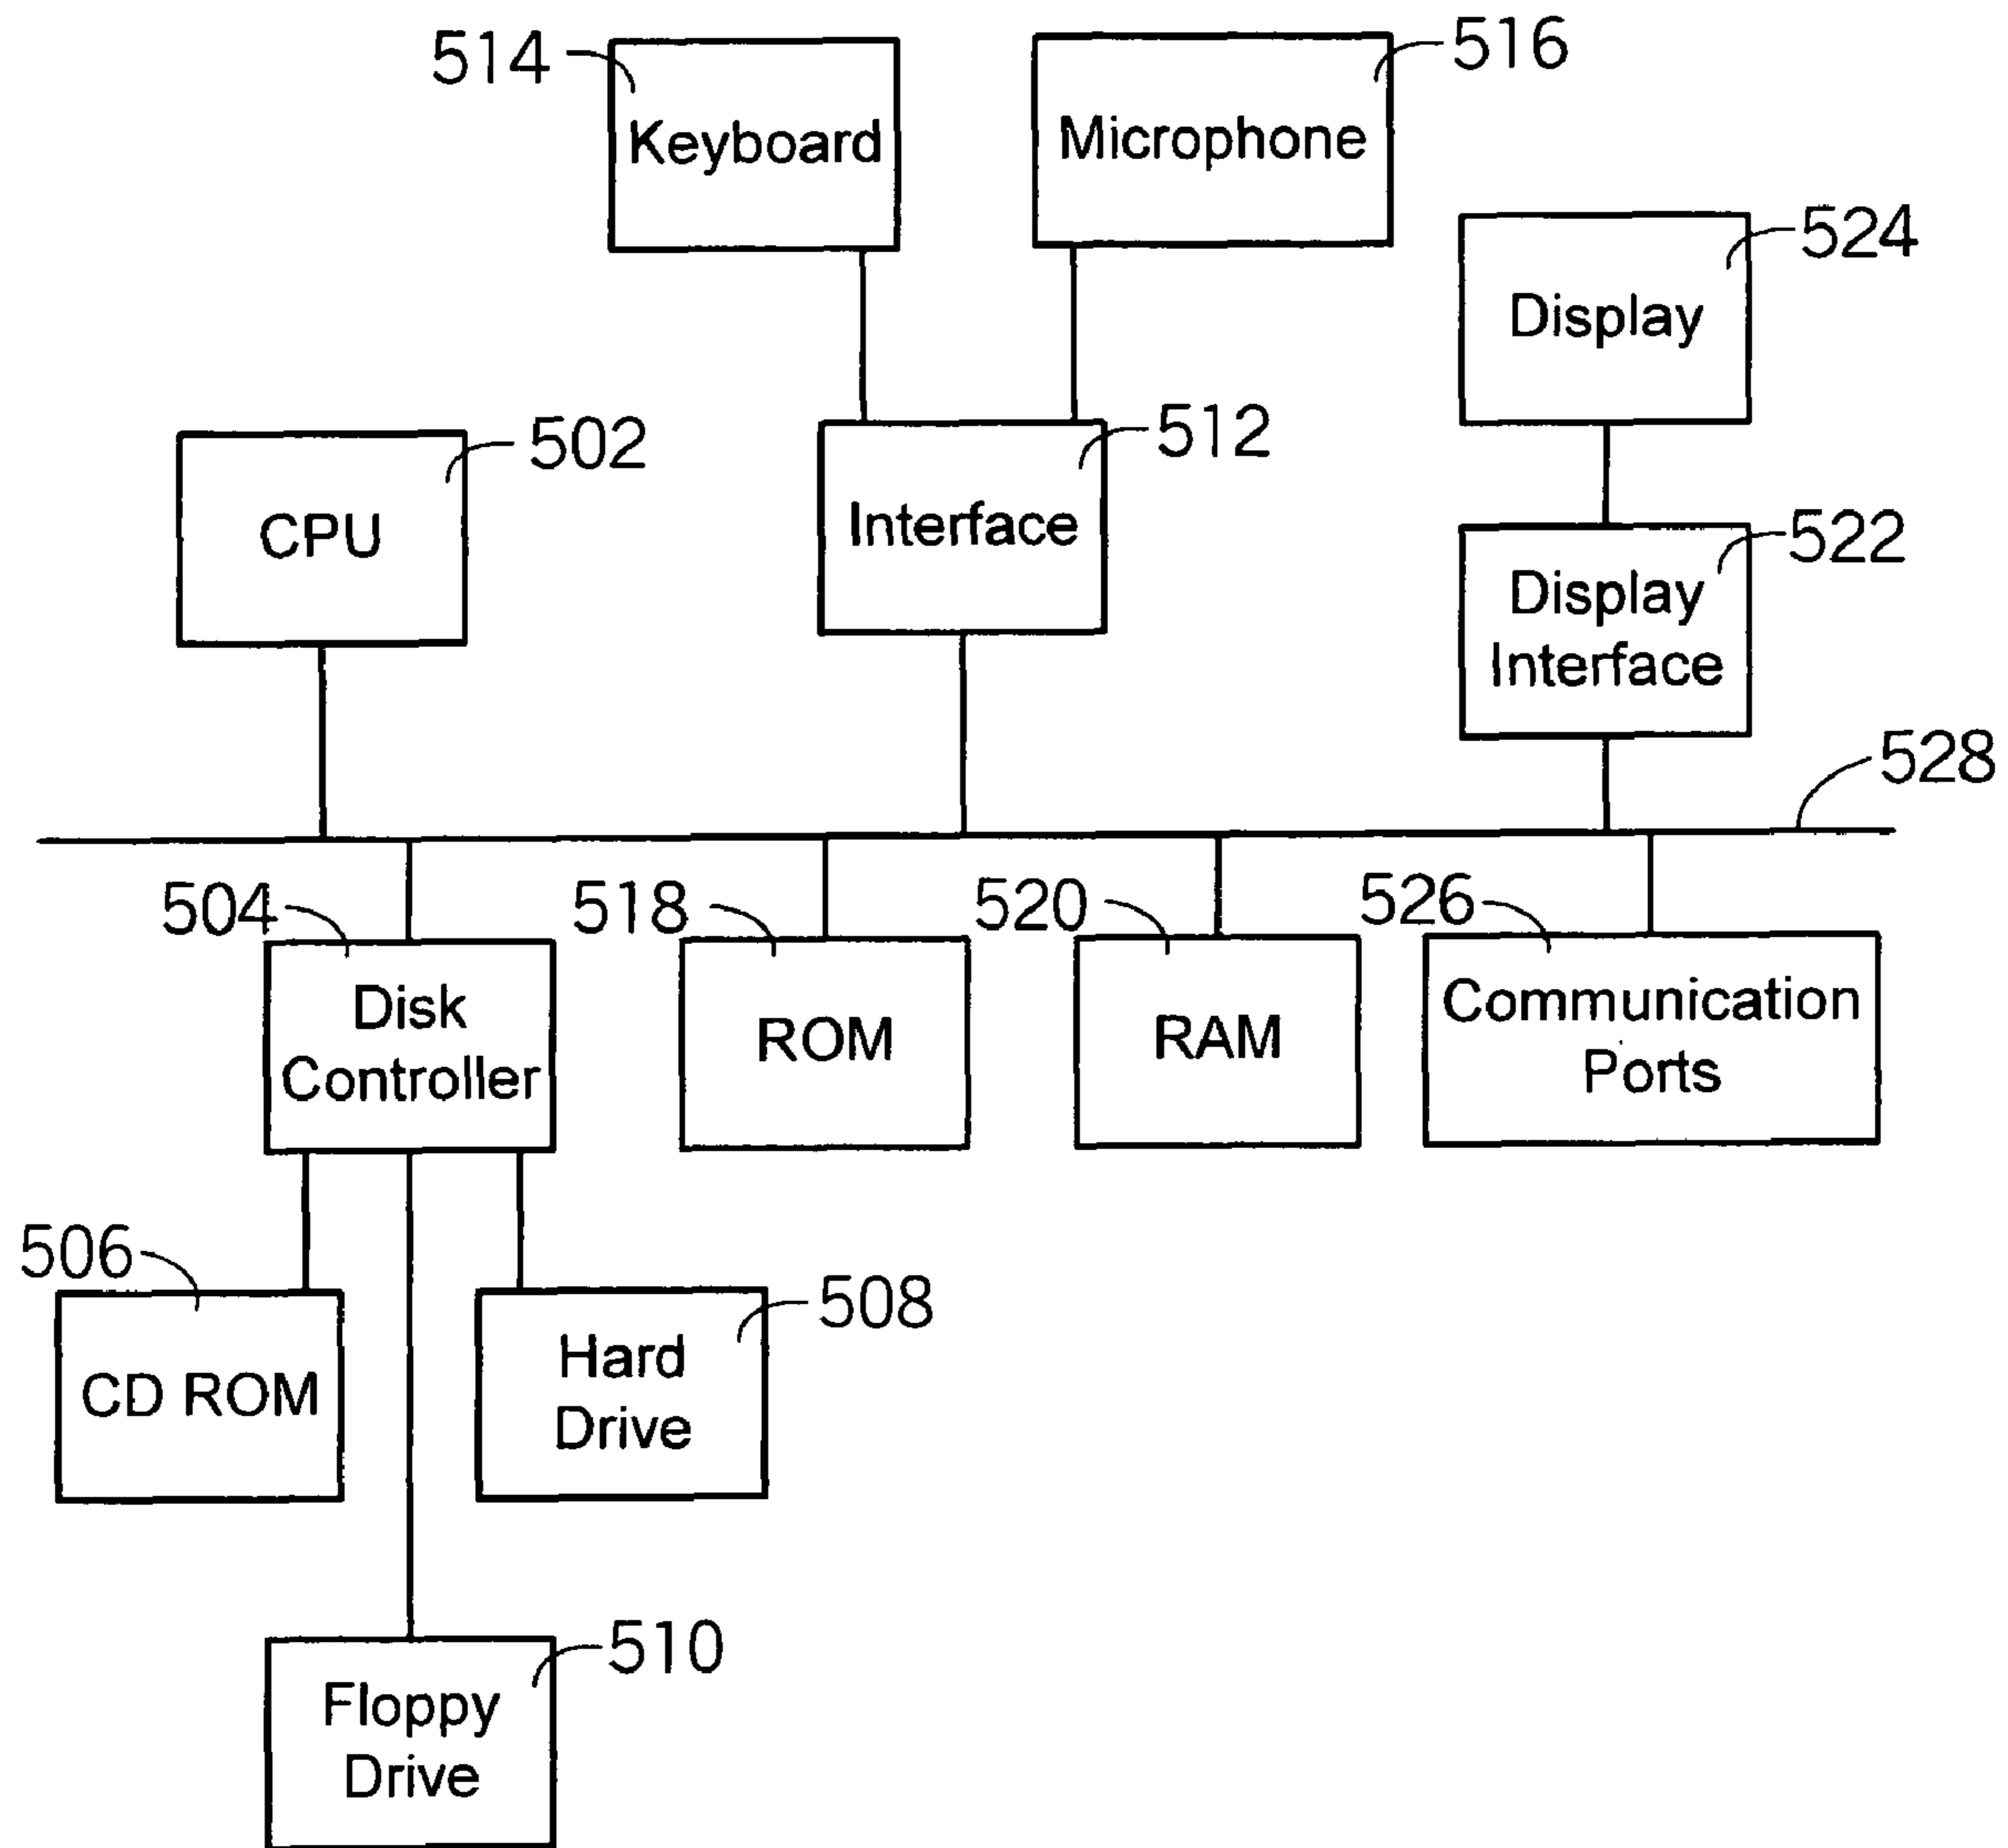 514
Keyboard
516
Microphone
524
Display
502
CPU
512
Interface
522
Display
Interface
528
504
Disk
Controller
518
ROM
520
RAM
526
Communication
Ports
506
CD ROM
508
Hard
Drive
510
Floppy
Drive